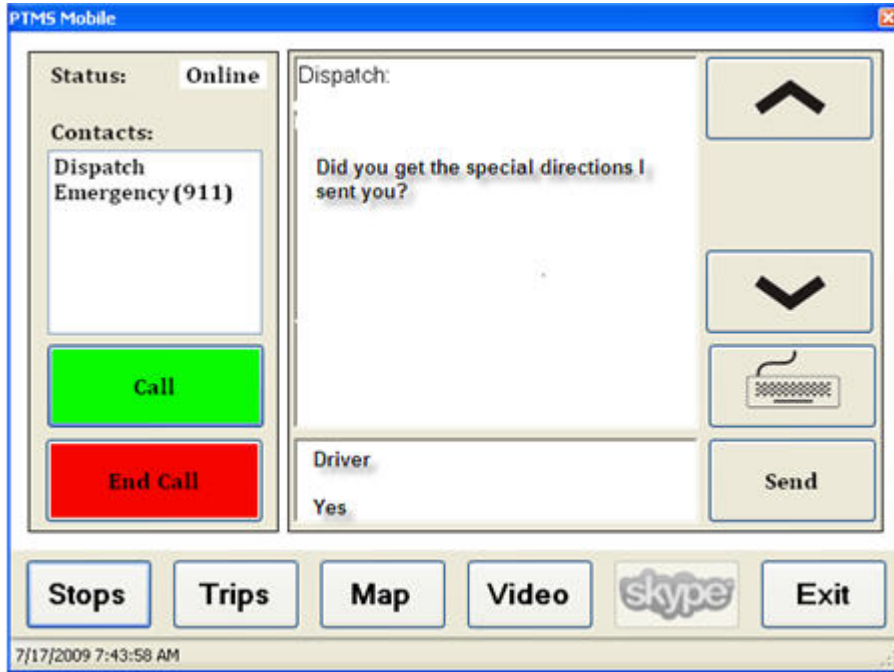 PTMS Mobile
Status: Online
Contacts:
Dispatch
Emergency (911)
Call
End Call
Dispatch:
Did you get the special directions I
sent you?
Driver
Yes
Send
Stops Trips Map Video skype Exit
7/17/2009 7:43:58 AM